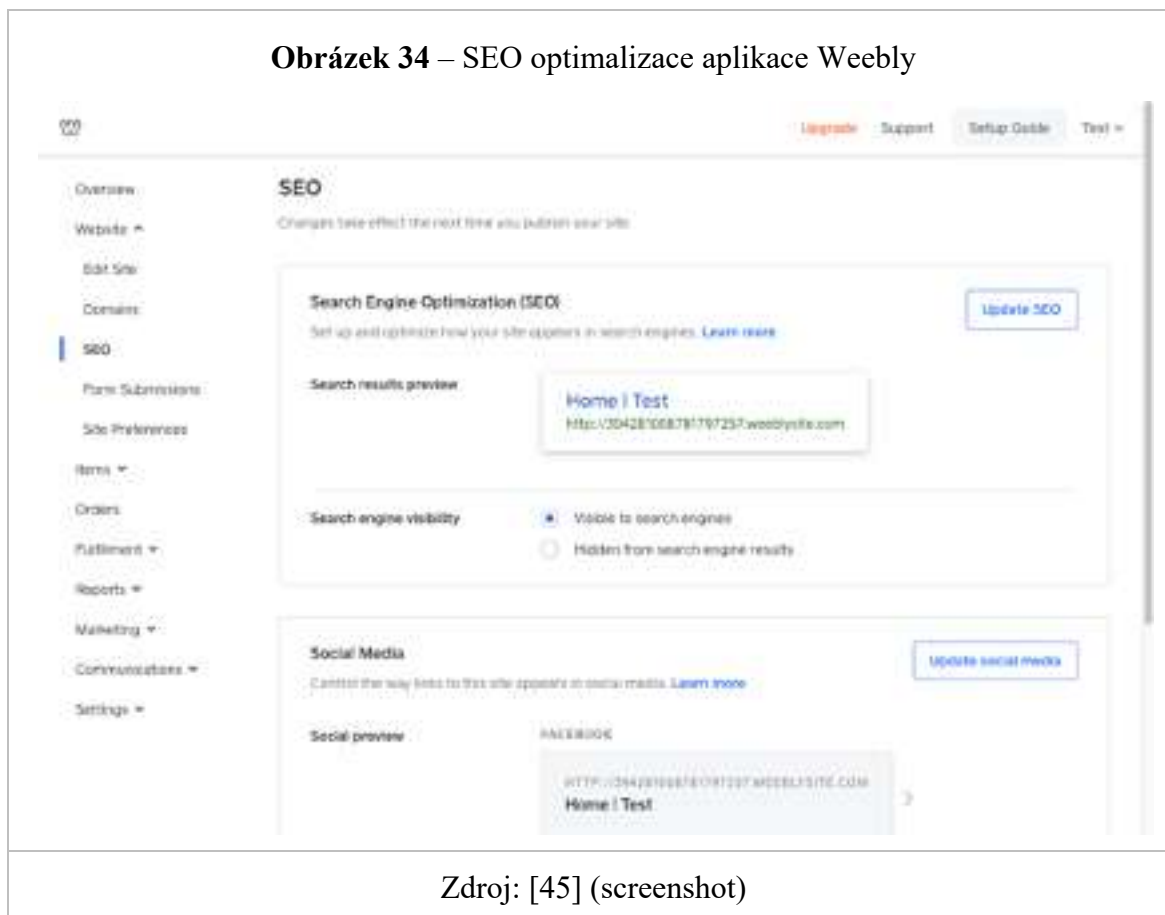 Obrázek 34 – SEO optimalizace aplikace Weebly
Upgrade Support Setup Guide Test
Overview
SEO
Website
Changes take effect the next time you publish your site.
Edit Site
Domains
Search Engine Optimization (SEO)
Update SEO
Set up and optimize how your site appears in search engines. Learn more
SEO
Form Submissions
Search results preview
Home | Test
.weeblysite.com
Site Preferences
Items
Orders
Search engine visibility
Visible to search engines
Fulfillment
Hidden from search engine results
Reports
Marketing
Social Media
Update social media
Communications
Control the way links to this site appears in social media. Learn more
Settings
Social preview
FACEBOOK
.WEEBLYSITE.COM
Home | Test
Zdroj: [45] (screenshot)